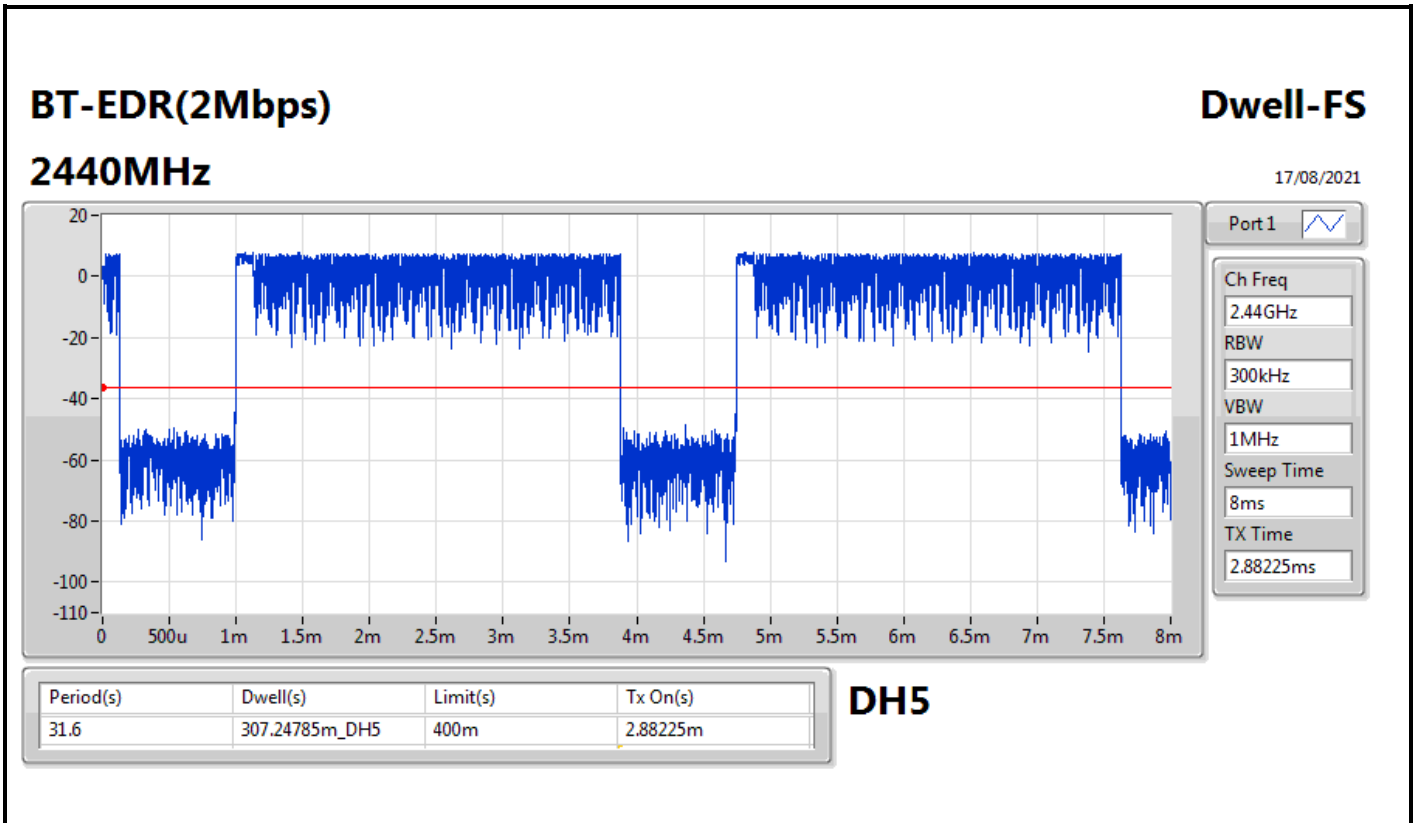 BT-EDR(2Mbps)
Dwell-FS
2440MHz
17/08/2021
20
0
-20
-40
-60
-80
-100
-110
0 500u 1m 1.5m 2m 2.5m 3m 3.5m 4m 4.5m 5m 5.5m 6m 6.5m 7m 7.5m 8m
Port 1
Ch Freq
2.44GHz
RBW
300kHz
VBW
1MHz
Sweep Time
8ms
TX Time
2.88225ms
Period(s) Dwell(s) Limit(s) Tx On(s)
31.6 307.24785m_DH5 400m 2.88225m
DH5